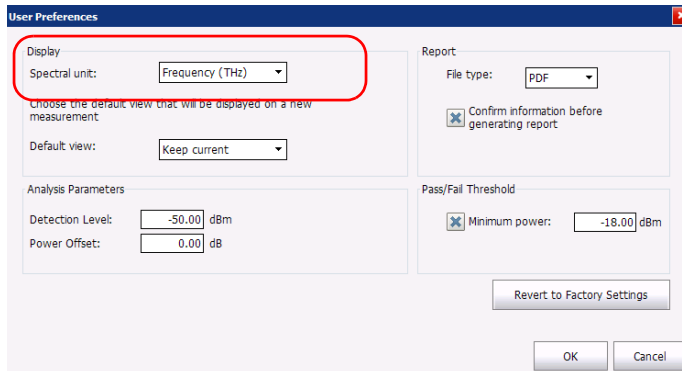 User Preferences
Display
Spectral unit: Frequency (THz)
Choose the default view that will be displayed on a new
measurement
Default view: Keep current
Report
File type: PDF
Confirm information before
generating report
Analysis Parameters
Detection Level: -50.00 dBm
Power Offset: 0.00 dB
Pass/Fail Threshold
Minimum power: -18.00 dBm
Revert to Factory Settings
OK Cancel